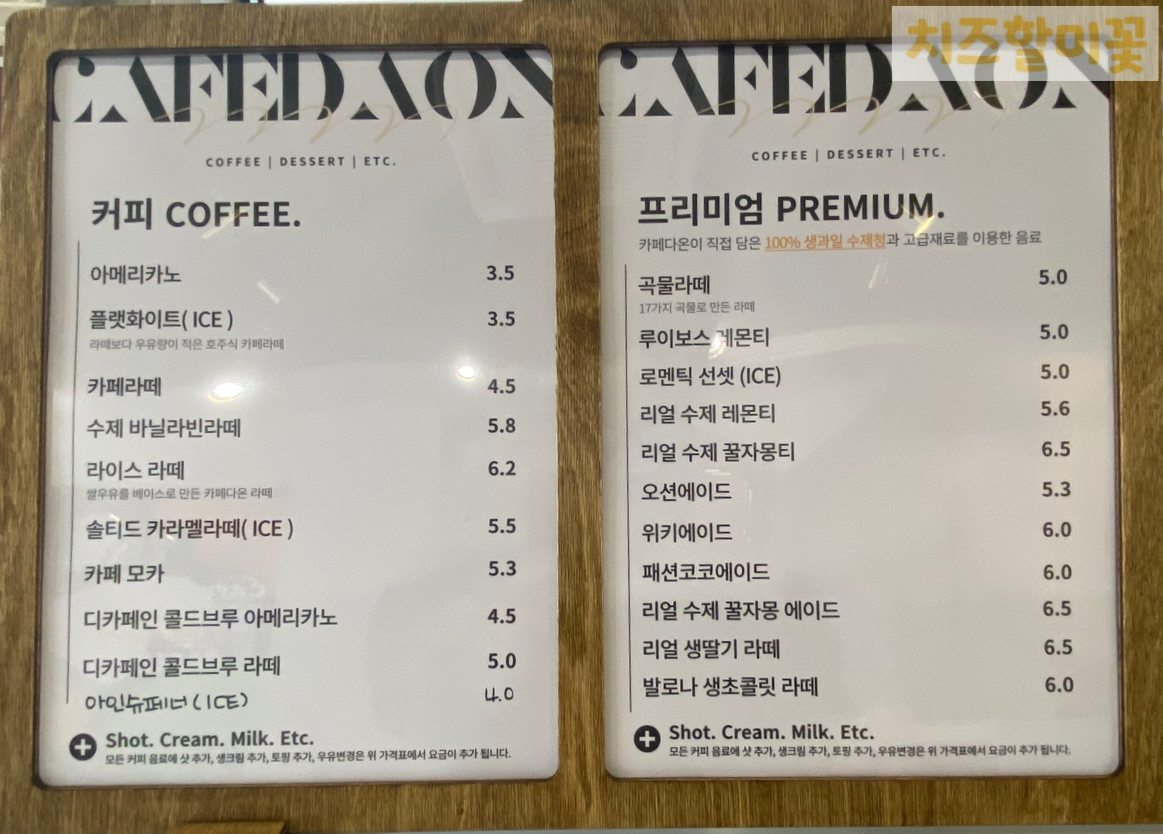 치즈할미꽃
CAFEDAON
COFFEE | DESSERT | ETC.
커피 COFFEE.
아메리카노 3.5
플랫화이트( ICE ) 3.5
라떼보다 우유량이 적은 호주식 카페라떼
카페라떼 4.5
수제 바닐라빈라떼 5.8
라이스 라떼 6.2
쌀우유를 베이스로 만든 카페다온 라떼
솔티드 카라멜라떼( ICE ) 5.5
카페 모카 5.3
디카페인 콜드브루 아메리카노 4.5
디카페인 콜드브루 라떼 5.0
아인슈페너 ( ICE) 4.0
Shot. Cream. Milk. Etc.
모든 커피 음료에 샷 추가, 생크림 추가, 토핑 추가, 우유변경은 위 가격표에서 요금이 추가 됩니다.
CAFEDAON
COFFEE | DESSERT | ETC.
프리미엄 PREMIUM.
카페다온이 직접 담은 100% 생과일 수제청과 고급재료를 이용한 음료
곡물라떼 5.0
17가지 곡물로 만든 라떼
루이보스 레몬티 5.0
로멘틱 선셋 (ICE) 5.0
리얼 수제 레몬티 5.6
리얼 수제 꿀자몽티 6.5
오션에이드 5.3
위키에이드 6.0
패션코코에이드 6.0
리얼 수제 꿀자몽 에이드 6.5
리얼 생딸기 라떼 6.5
발로나 생초콜릿 라떼 6.0
Shot. Cream. Milk. Etc.
모든 커피 음료에 샷 추가, 생크림 추가, 토핑 추가, 우유변경은 위 가격표에서 요금이 추가 됩니다.